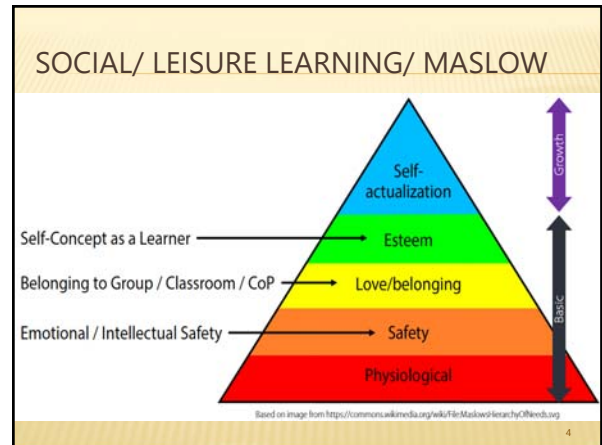 SOCIAL/ LEISURE LEARNING/ MASLOW
Growth
Self-
actualization
Self-Concept as a Learner
Esteem
Belonging to Group / Classroom / CoP
Love/belonging
Basic
Emotional / Intellectual Safety
Safety
Physiological
Based on image from https://commons.wikimedia.org/wiki/File:MaslowsHierarchyOfNeeds.svg
4